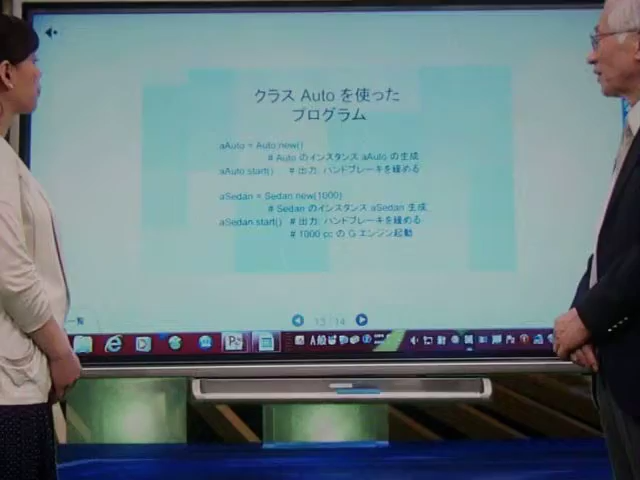 クラス Auto を使った
プログラム
aAuto = Auto.new()
# Auto のインスタンス aAuto の生成
aAuto.start() # 出力: ハンドブレーキを緩める
aSedan = Sedan.new(1000)
# Sedan のインスタンス aSedan 生成
aSedan.start() # 出力: ハンドブレーキを緩める
# 1000 cc の G エンジン起動
一覧
13 / 14
A般